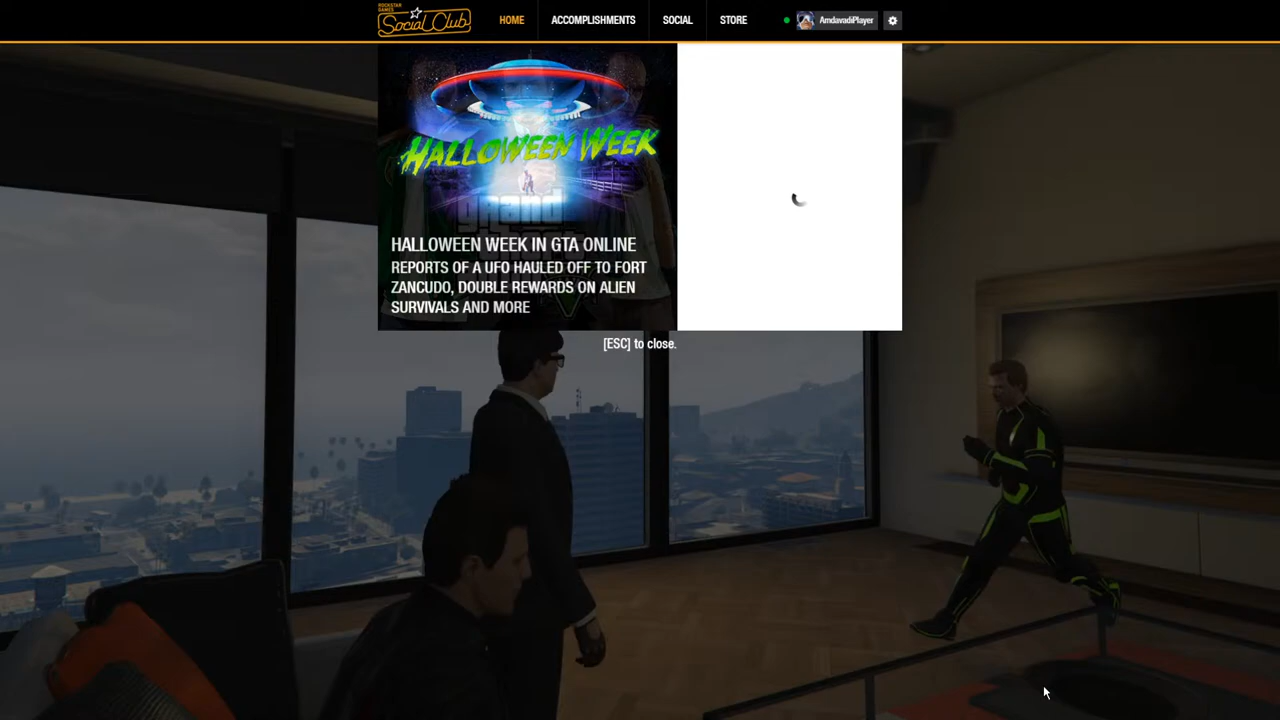 ROCKSTAR GAMES
Social Club
HOME ACCOMPLISHMENTS SOCIAL STORE AmdavadiPlayer
HALLOWEEN WEEK
grand
HALLOWEEN WEEK IN GTA ONLINE
REPORTS OF A UFO HAULED OFF TO FORT
ZANCUDO, DOUBLE REWARDS ON ALIEN
SURVIVALS AND MORE
[ESC] to close.